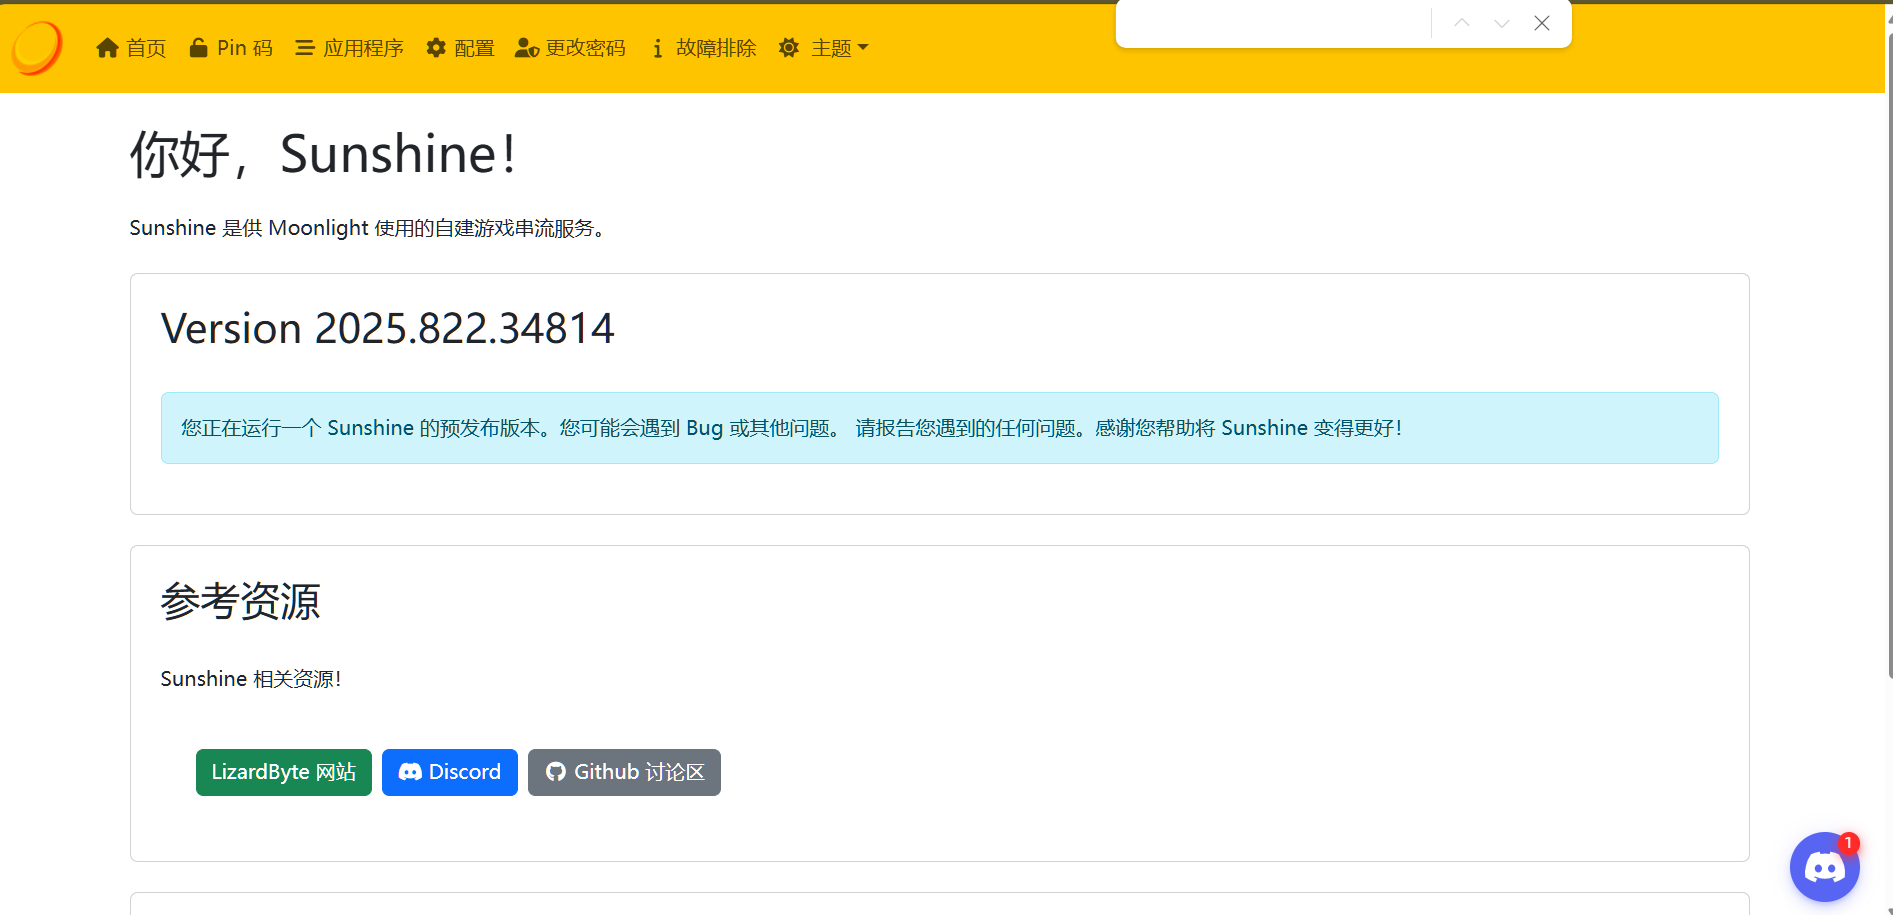 首页 Pin 码 应用程序 配置 更改密码 故障排除 主题
你好，Sunshine！
Sunshine 是供 Moonlight 使用的自建游戏串流服务。
Version 2025.822.34814
您正在运行一个 Sunshine 的预发布版本。您可能会遇到 Bug 或其他问题。 请报告您遇到的任何问题。感谢您帮助将 Sunshine 变得更好！
参考资源
Sunshine 相关资源！
LizardByte 网站 Discord Github 讨论区
1